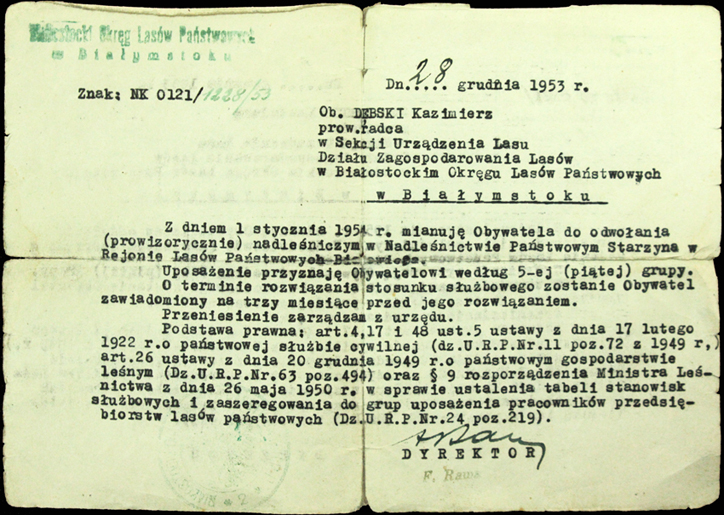 Białostocki Okręg Lasów Państwowych
w Białymstoku
Dn. 28 grudnia 1953 r.
Znak: NK 0121/1228/53
Ob. DĘBSKI Kazimierz
prow.radca
w Sekcji Urządzenia Lasu
Działu Zagospodarowania Lasów
w Białostockim Okręgu Lasów Państwowych
w Białymstoku
Z dniem 1 stycznia 1954 r. mianuję Obywatela do odwołania
(prowizorycznie) nadleśniczym w Nadleśnictwie Państwowym Starzyna w
Rejonie Lasów Państwowych Białowieża.
Uposażenie przyznaję Obywatelowi według 5-ej (piątej) grupy.
O terminie rozwiązania stosunku służbowego zostanie Obywatel
zawiadomiony na trzy miesiące przed jego rozwiązaniem.
Przeniesienie zarządzam z urzędu.
Podstawa prawna: art.4,17 i 48 ust.5 ustawy z dnia 17 lutego
1922 r.o państwowej służbie cywilnej (dz.U.R.P.Nr.11 poz.72 z 1949 r,)
art.26 ustawy z dnia 20 grudnia 1949 r.o państwowym gospodarstwie
leśnym (Dz.U.R.P.Nr.63 poz.494) oraz § 9 rozporządzenia Ministra Leś-
nictwa z dnia 26 maja 1950 r. w sprawie ustalenia tabeli stanowisk
służbowych i zaszeregowania do grup uposażenia pracowników przedsię-
biorstw lasów państwowych (Dz.U.R.P.Nr.24 poz.219).
DYREKTOR
F.